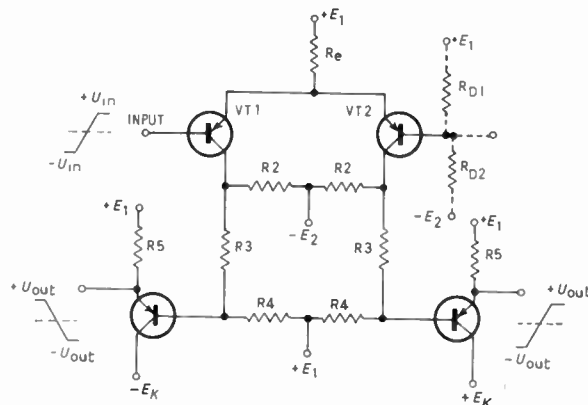 +E1
Re
+E1
RD1
VT1
VT2
+Uin
INPUT
-Uin
R2
R2
RD2
-E2
-E2
+E1
+E1
R5
R3
R3
R5
+Uout
+Uout
R4
R4
-Uout
-Uout
+E1
-EK
+EK